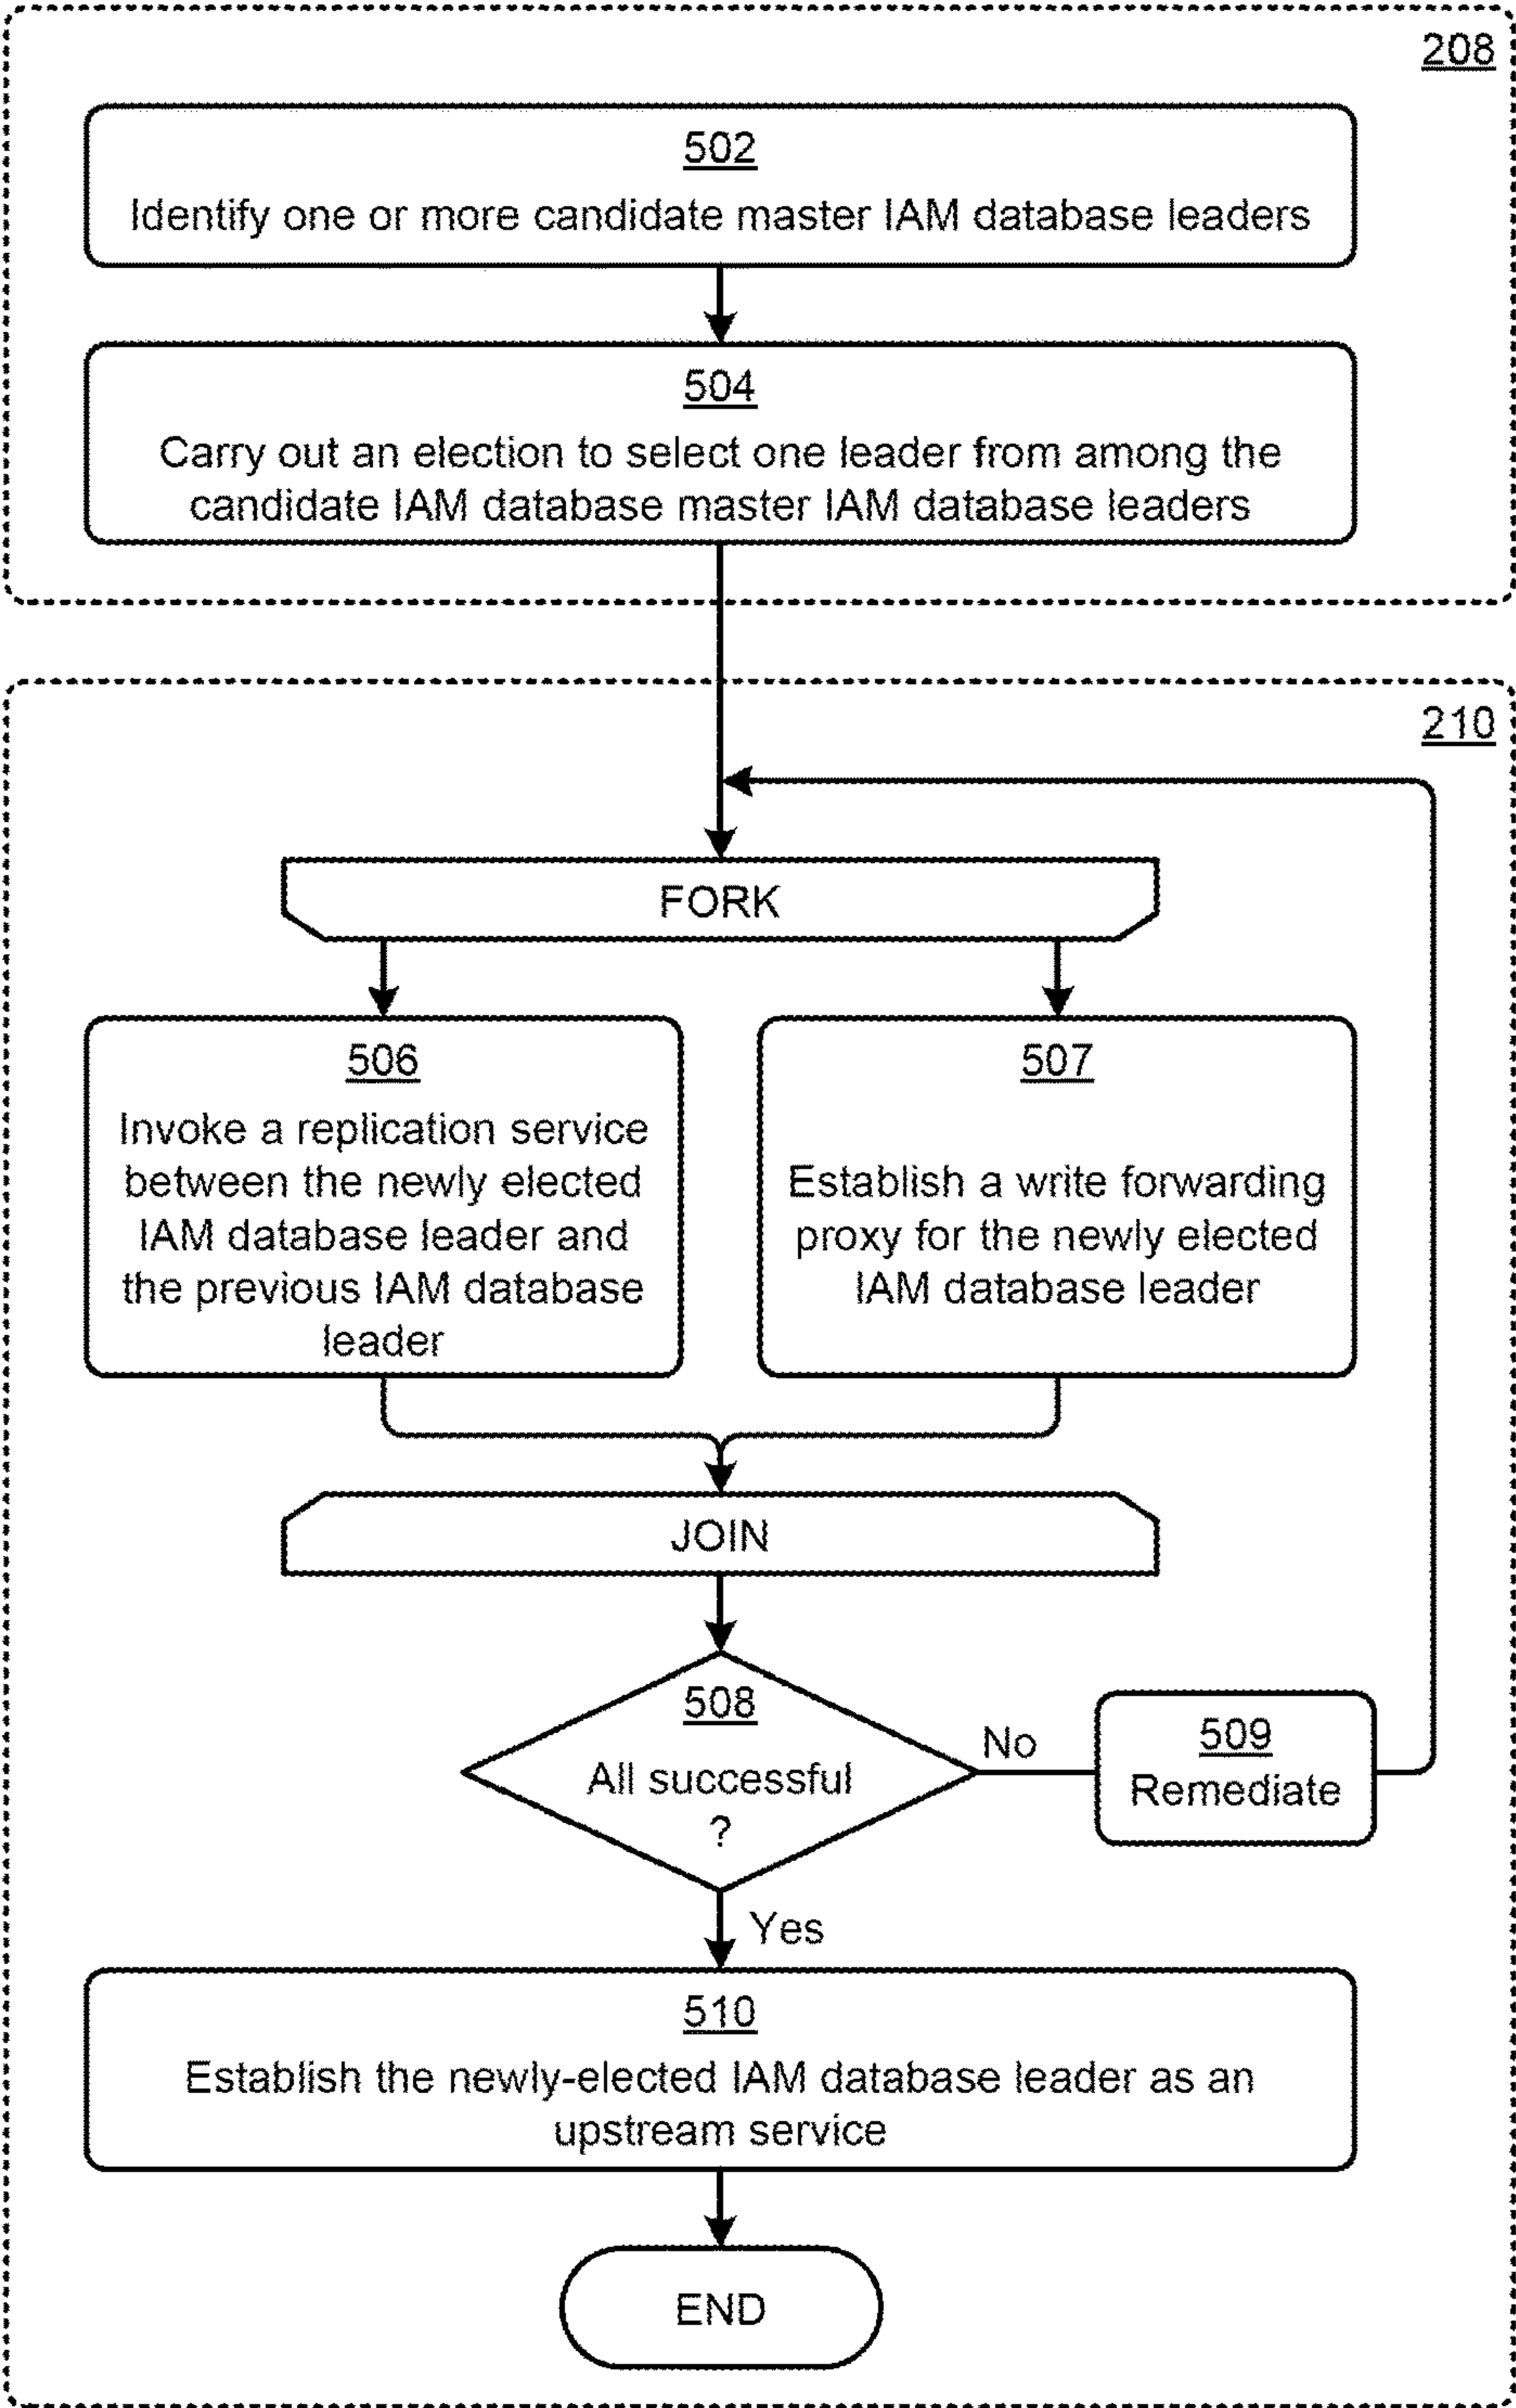 208
502
Identify one or more candidate master IAM database leaders
504
Carry out an election to select one leader from among the
candidate IAM database master IAM database leaders
210
FORK
506
Invoke a replication service
between the newly elected
IAM database leader and
the previous IAM database
leader
507
Establish a write forwarding
proxy for the newly elected
IAM database leader
JOIN
508
All successful
?
No
509
Remediate
Yes
510
Establish the newly-elected IAM database leader as an
upstream service
END